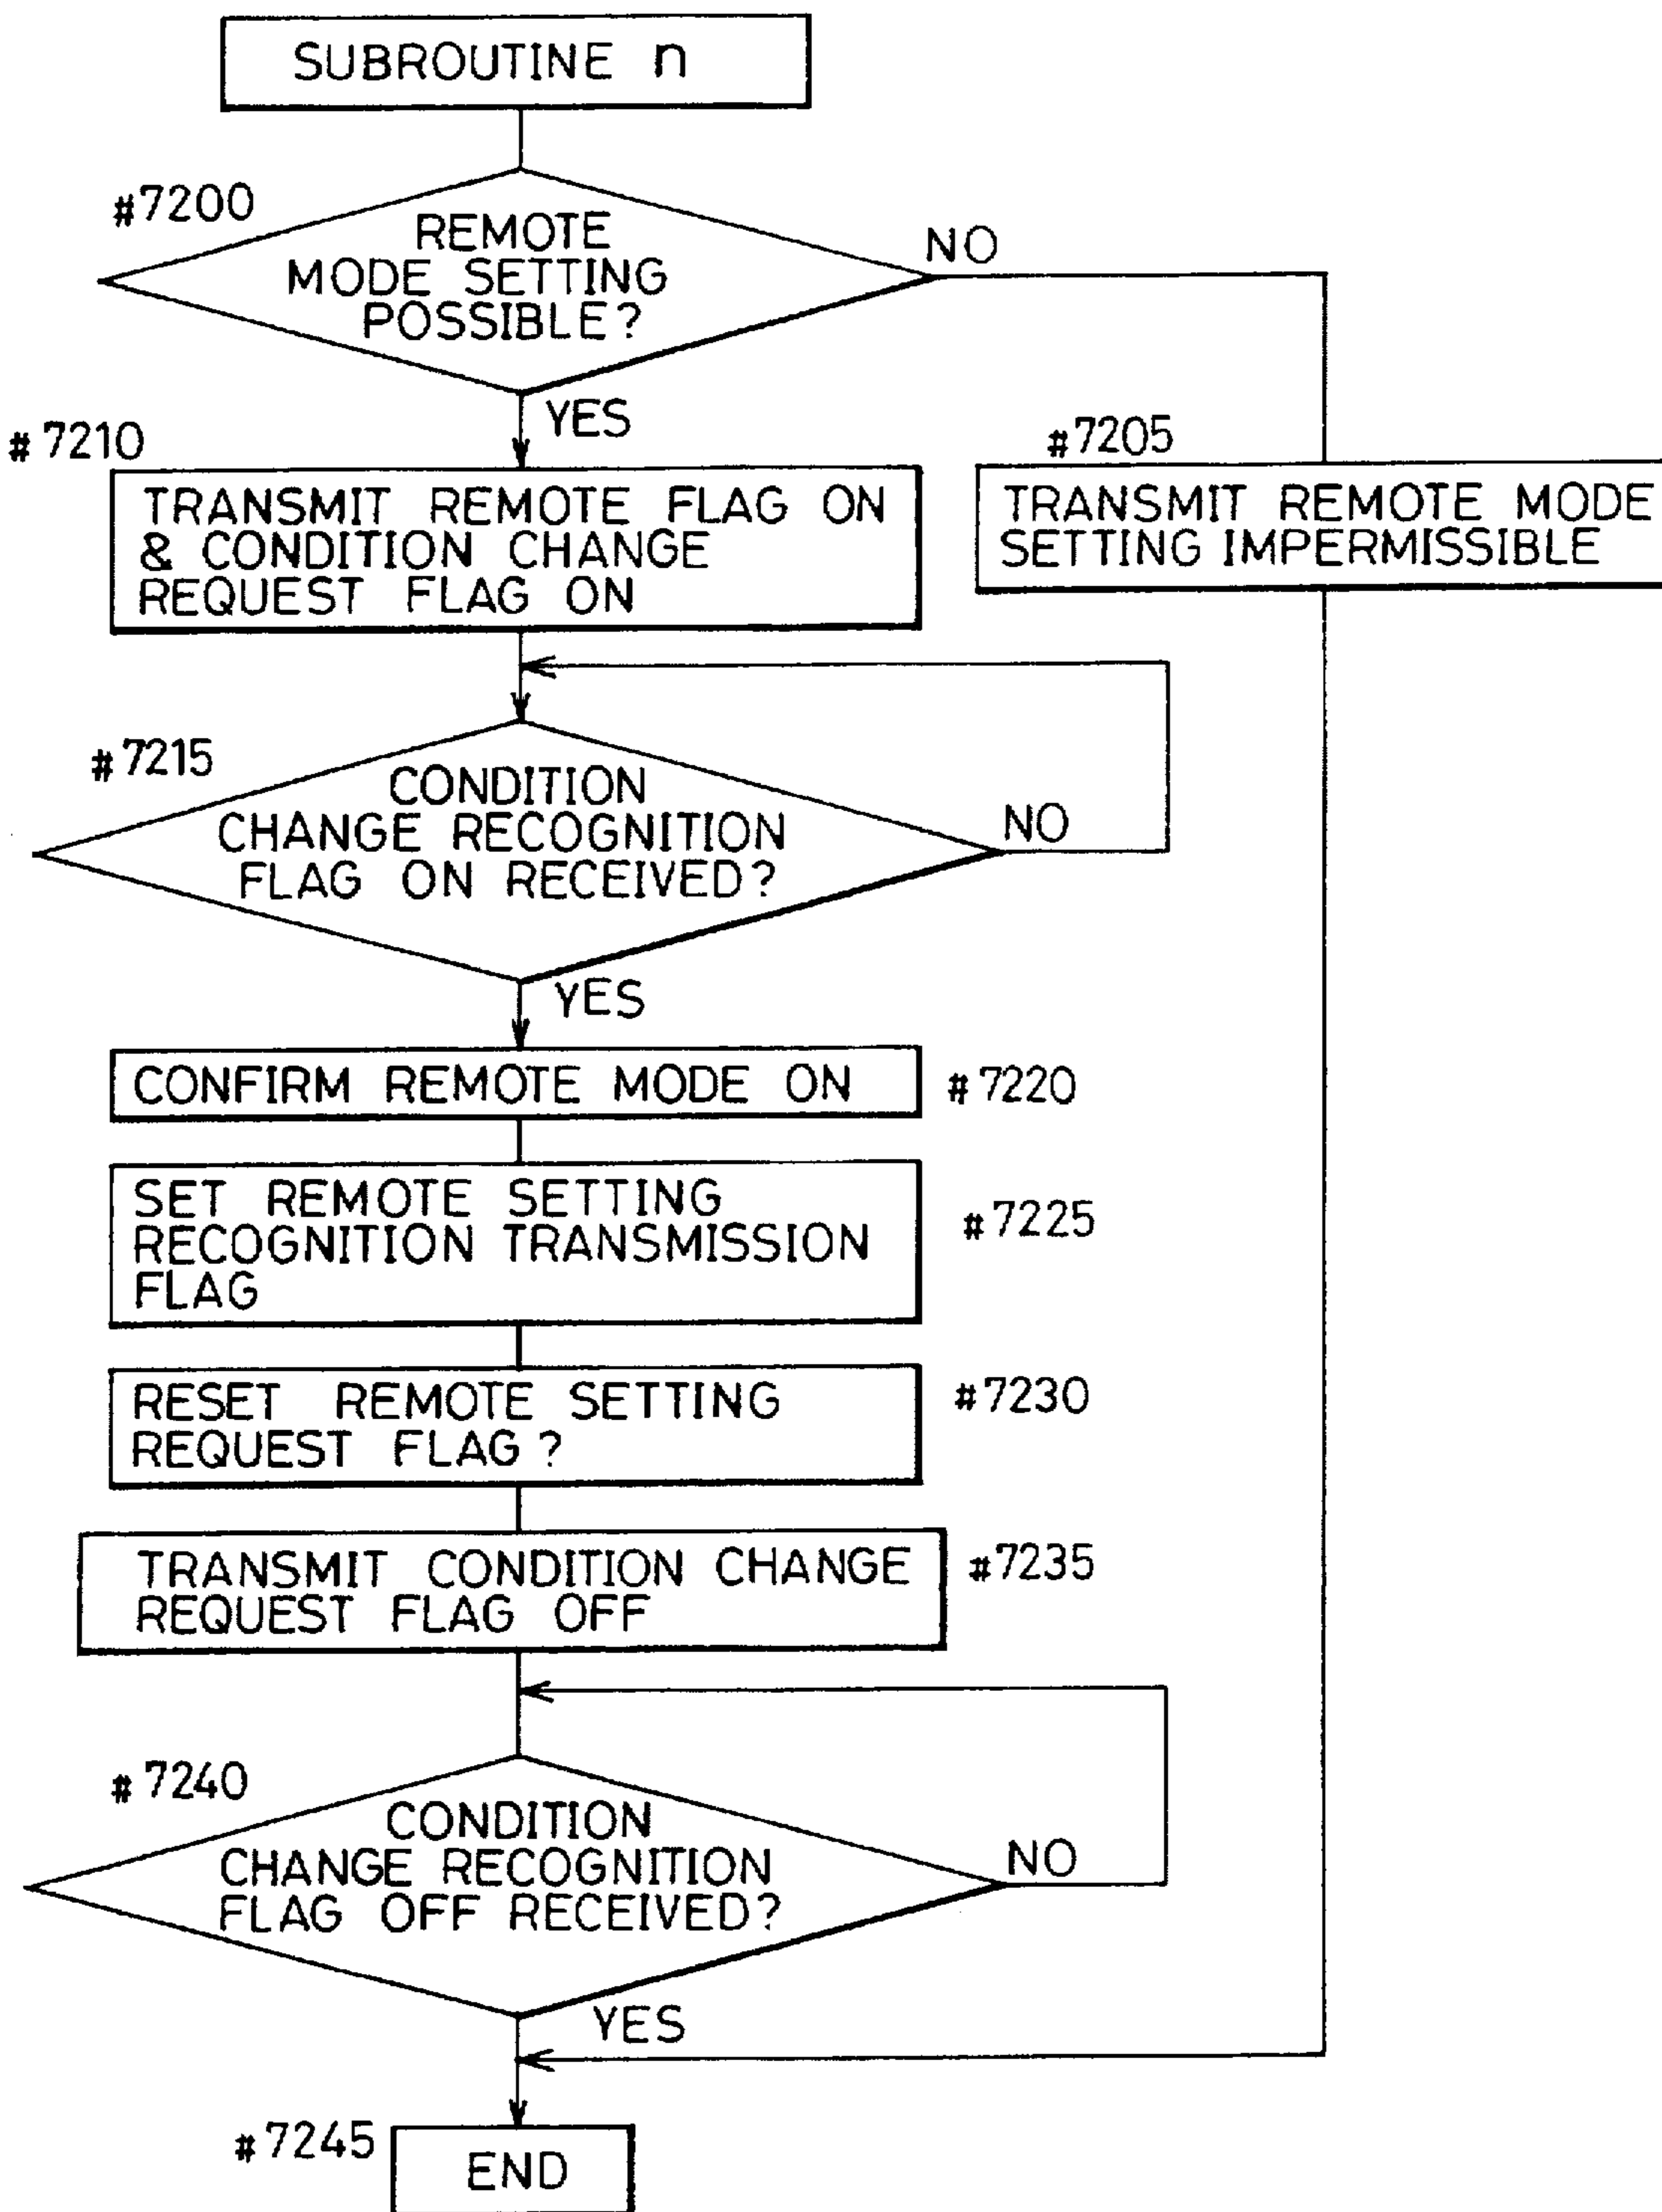 SUBROUTINE n
#7200
REMOTE
MODE SETTING
POSSIBLE?
NO
YES
#7210
TRANSMIT REMOTE FLAG ON
& CONDITION CHANGE
REQUEST FLAG ON
#7205
TRANSMIT REMOTE MODE
SETTING IMPERMISSIBLE
#7215
CONDITION
CHANGE RECOGNITION
FLAG ON RECEIVED?
NO
YES
CONFIRM REMOTE MODE ON
#7220
SET REMOTE SETTING
RECOGNITION TRANSMISSION
FLAG
#7225
RESET REMOTE SETTING
REQUEST FLAG?
#7230
TRANSMIT CONDITION CHANGE
REQUEST FLAG OFF
#7235
#7240
CONDITION
CHANGE RECOGNITION
FLAG OFF RECEIVED?
NO
YES
#7245
END